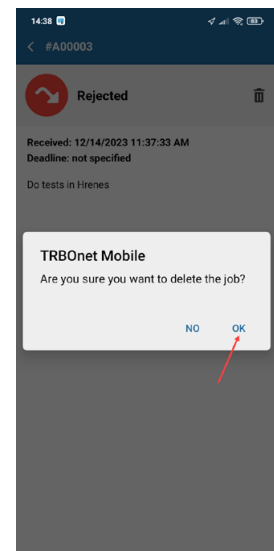 14:38
83
#A00003
Rejected
Received: 12/14/2023 11:37:33 AM
Deadline: not specified
Do tests in Hrenes
TRBOnet Mobile
Are you sure you want to delete the job?
NO OK